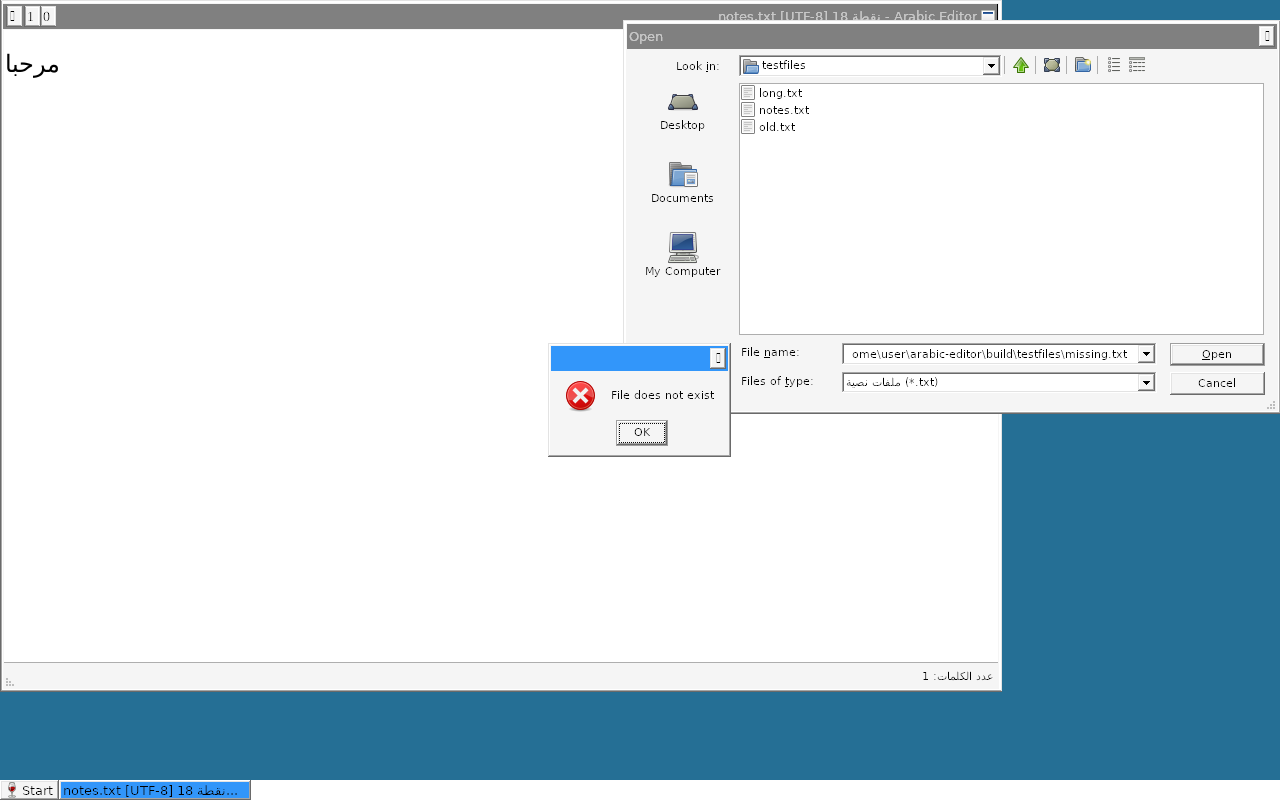 notes.txt [UTF-8] 18 نقطة - Arabic Editor
مرحبا
Open
Look in:
testfiles
Desktop
Documents
My Computer
long.txt
notes.txt
old.txt
File name:
ome\user\arabic-editor\build\testfiles\missing.txt
Open
Files of type:
ملفات نصية (*.txt)
Cancel
File does not exist
OK
عدد الكلمات: 1
Start
notes.txt [UTF-8] 18 نقطة...